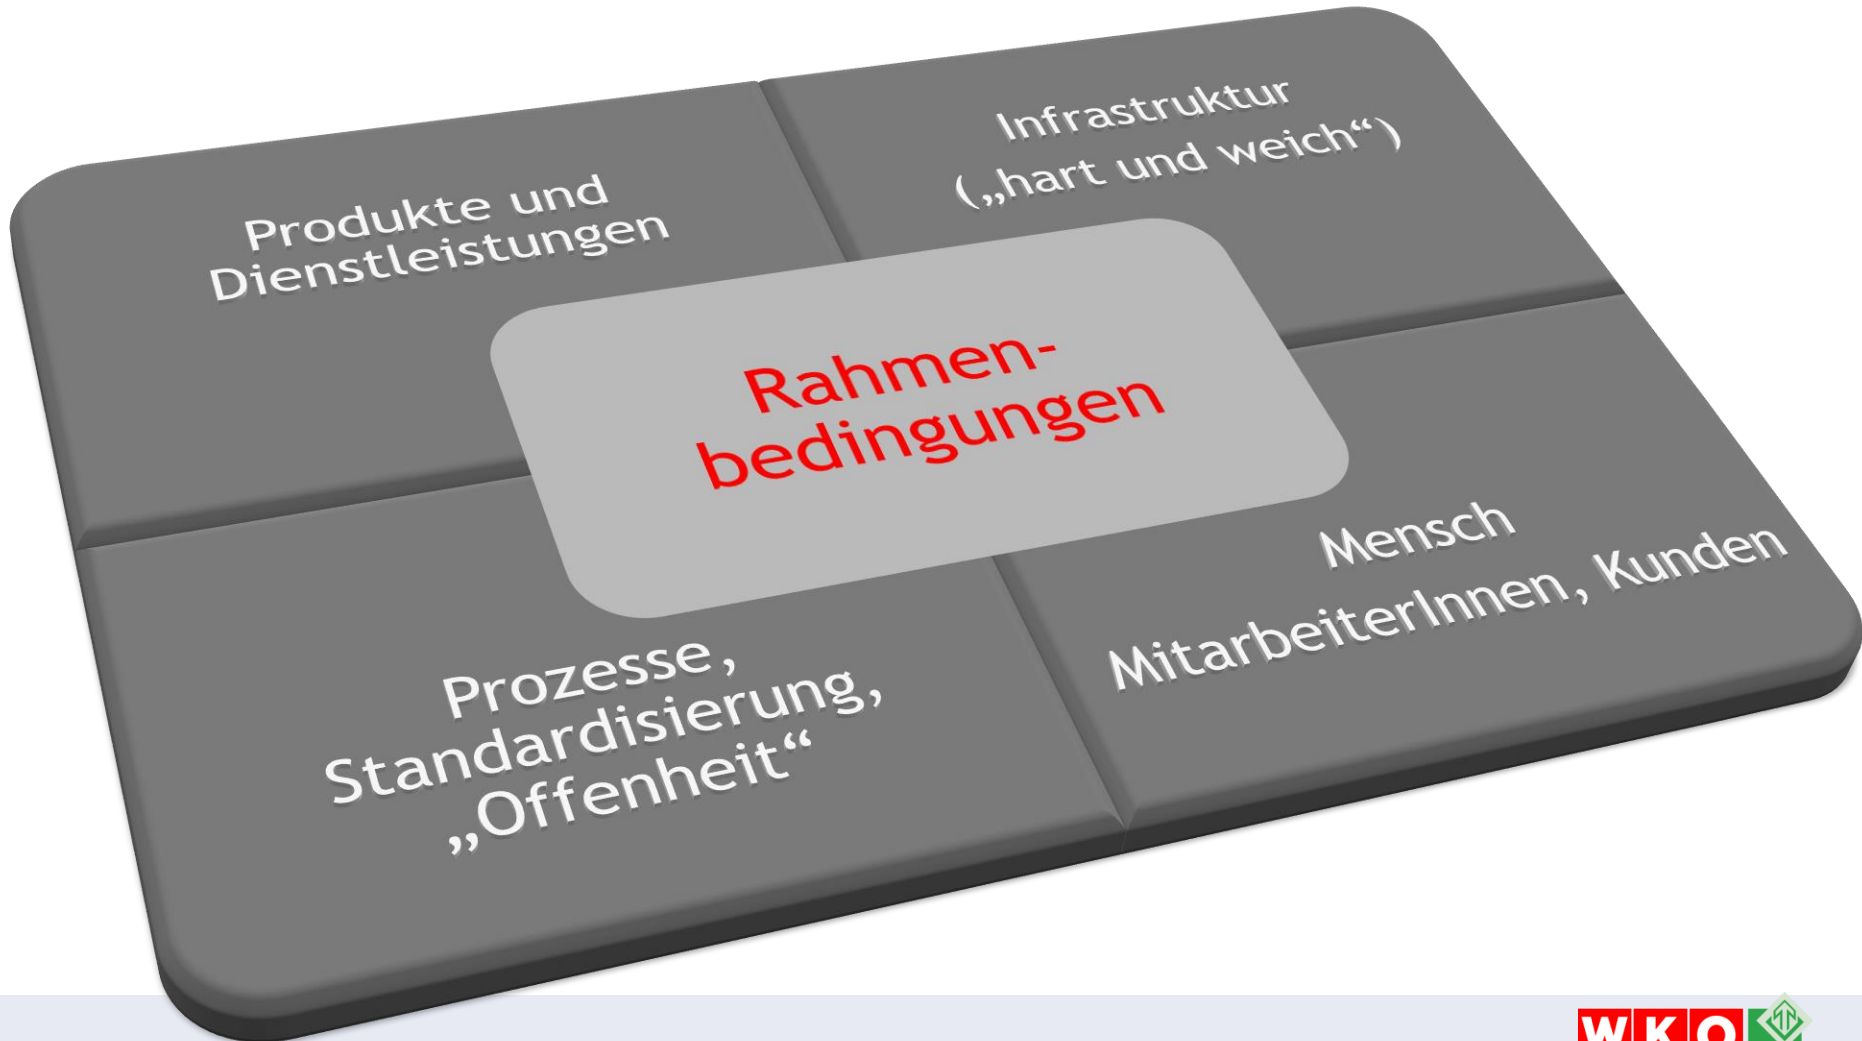 Produkte und
Dienstleistungen
Infrastruktur
(„hart und weich“)
Rahmen-
bedingungen
Prozesse,
Standardisierung,
„Offenheit“
Mensch
MitarbeiterInnen, Kunden
WKO